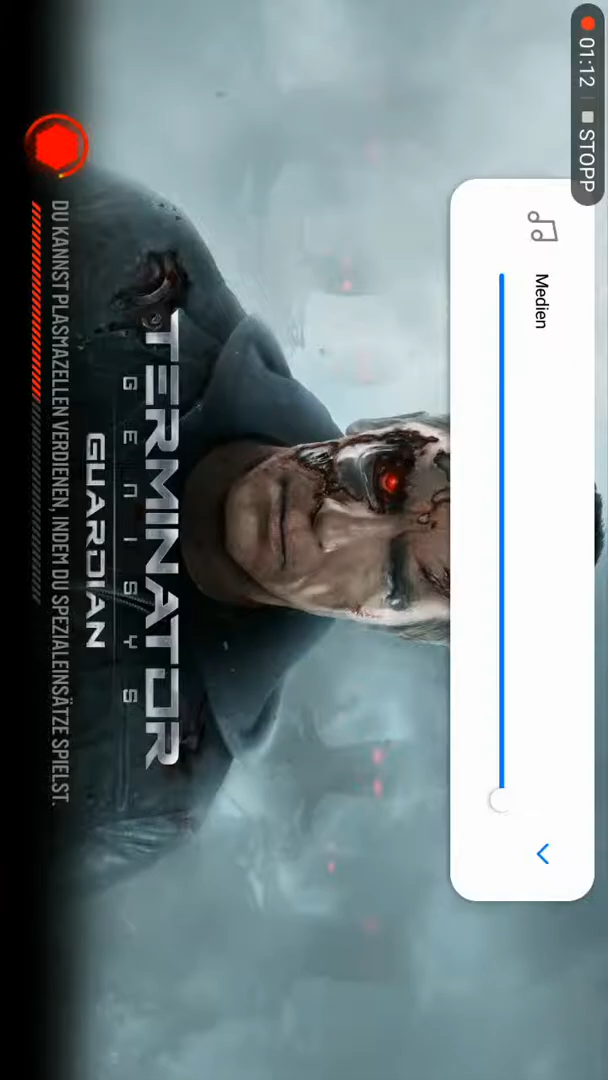 01:12 STOPP
Medien
TERMINATOR
GENISYS
GUARDIAN
DU KANNST PLASMAZELLEN VERDIENEN, INDEM DU SPEZIALEINSÄTZE SPIELST.